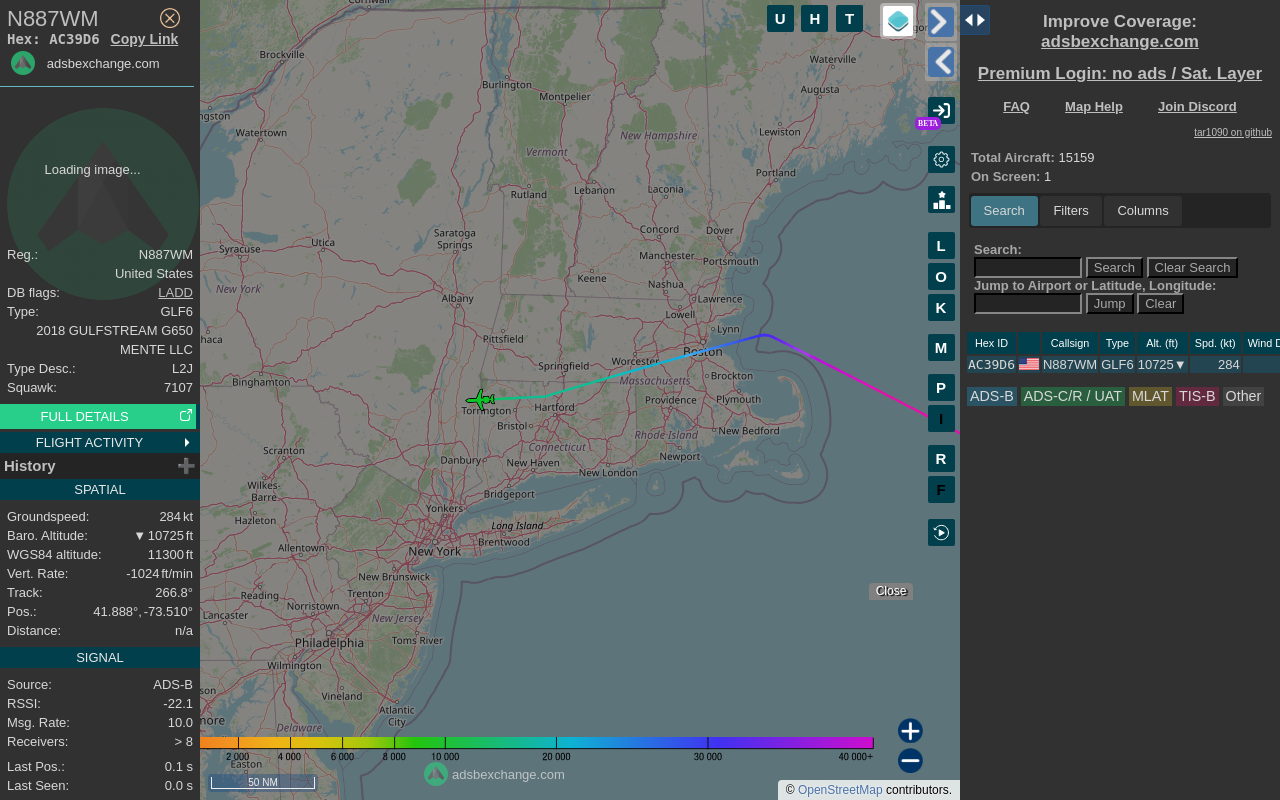 N887WM
Hex: AC39D6 Copy Link
adsbexchange.com
Loading image...
Reg.: N887WM
United States
DB flags: LADD
Type: GLF6
2018 GULFSTREAM G650
MENTE LLC
Type Desc.: L2J
Squawk: 7107
FULL DETAILS
FLIGHT ACTIVITY
History
SPATIAL
Groundspeed: 284 kt
Baro. Altitude: ▼ 10725 ft
WGS84 altitude: 11300 ft
Vert. Rate: -1024 ft/min
Track: 266.8°
Pos.: 41.888°, -73.510°
Distance: n/a
SIGNAL
Source: ADS-B
RSSI: -22.1
Msg. Rate: 10.0
Receivers: > 8
Last Pos.: 0.1 s
Last Seen: 0.0 s
Cornwall
Brockville
Burlington
Montpelier
Waterville
Augusta
Watertown
New Hampshire
Lewiston
Vermont
Portland
Rutland
Lebanon
Laconia
Saratoga
Springs
Utica
Syracuse
Concord
Dover
Manchester
Portsmouth
Keene
Nashua
New York
Albany
Lawrence
Lowell
Lynn
Pittsfield
Boston
Worcester
Springfield
Massachusetts
Brockton
Binghamton
Torrington
Hartford
Providence
Plymouth
Bristol
Rhode Island
New Bedford
Connecticut
Scranton
Danbury
New Haven
Newport
New London
Wilkes-
Barre
Bridgeport
Yonkers
Hazleton
Long Island
Brentwood
Allentown
New York
New Brunswick
Reading
Trenton
Norristown
Lancaster
New Jersey
Philadelphia
Toms River
Wilmington
Vineland
Atlantic
City
Delaware
Easton
U H T
BETA
L
O
K
M
P
I
R
F
Close
2 000 4 000 6 000 8 000 10 000 20 000 30 000 40 000+
50 NM
adsbexchange.com
© OpenStreetMap contributors.
Improve Coverage:
adsbexchange.com
Premium Login: no ads / Sat. Layer
FAQ Map Help Join Discord
tar1090 on github
Total Aircraft: 15159
On Screen: 1
Search Filters Columns
Search:
Search Clear Search
Jump to Airport or Latitude, Longitude:
Jump Clear
Hex ID Callsign Type Alt. (ft) Spd. (kt) Wind D
AC39D6 N887WM GLF6 10725▼ 284
ADS-B ADS-C/R / UAT MLAT TIS-B Other